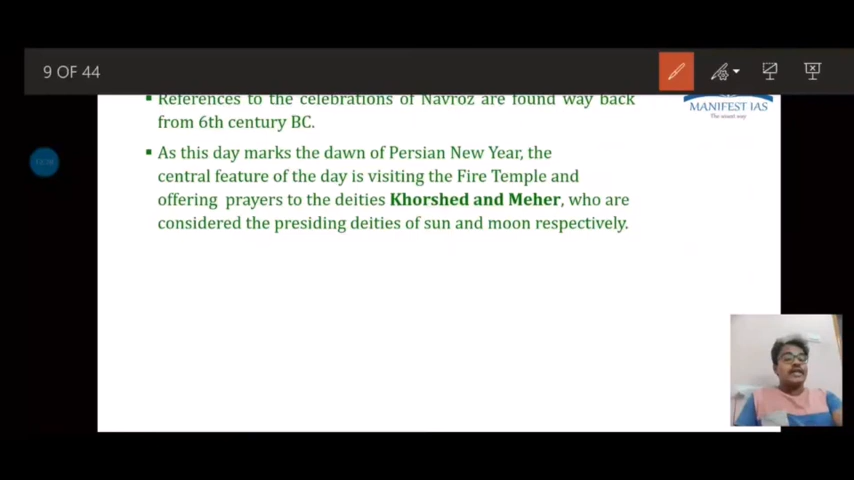 9 OF 44
▪ References to the celebrations of Navroz are found way back
from 6th century BC.
MANIFEST IAS
The smart way
▪ As this day marks the dawn of Persian New Year, the
central feature of the day is visiting the Fire Temple and
offering prayers to the deities Khorshed and Meher, who are
considered the presiding deities of sun and moon respectively.